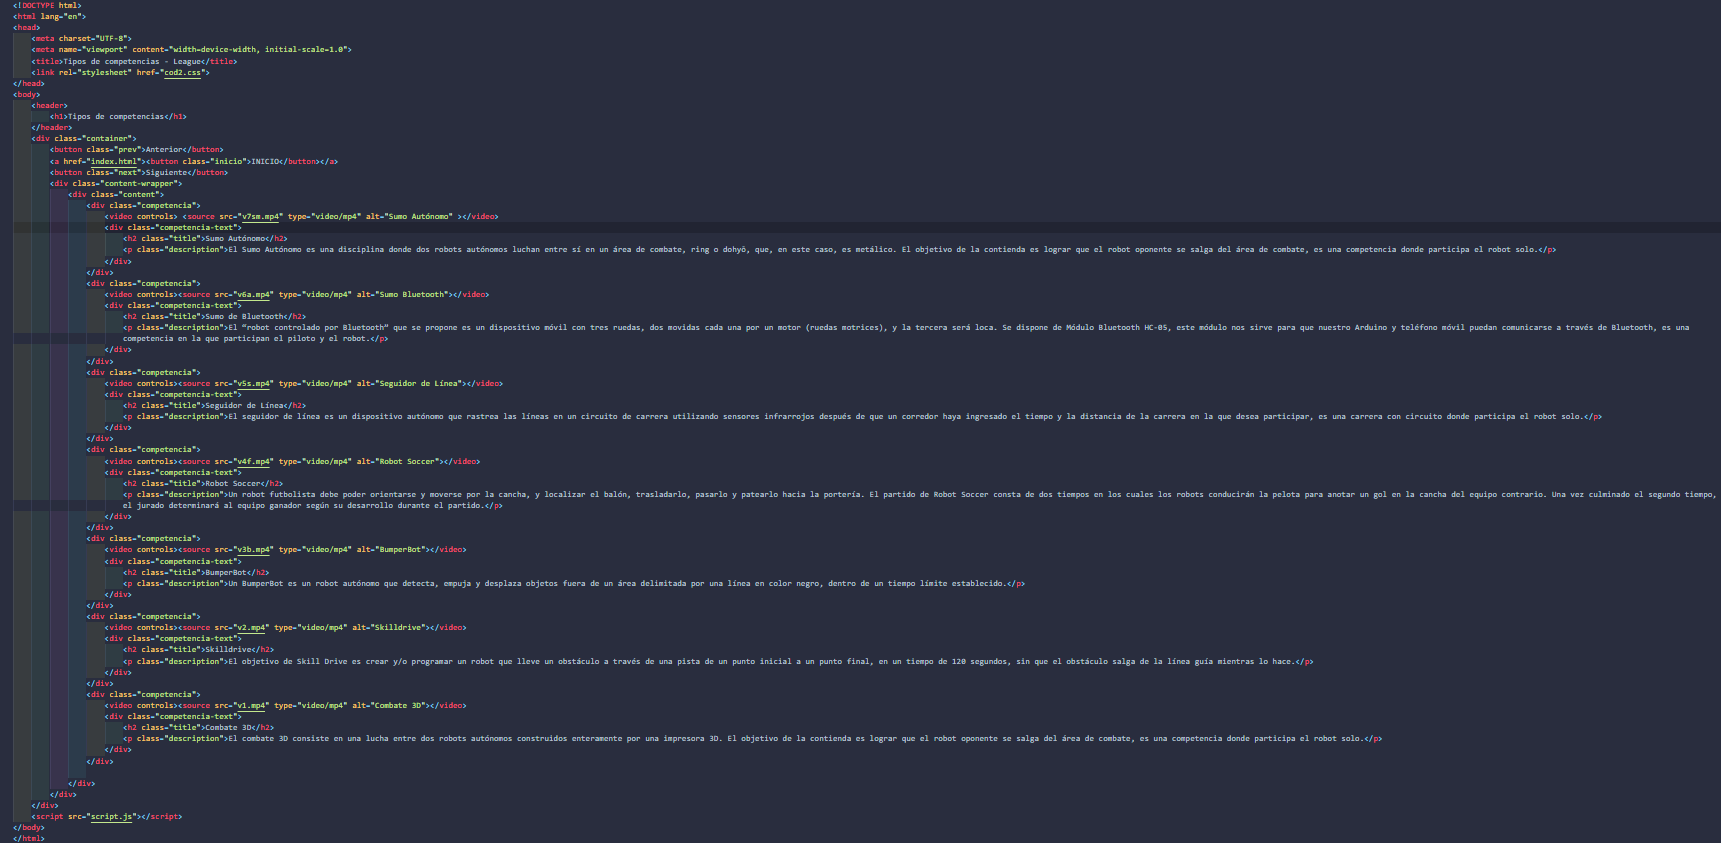 <!DOCTYPE html>
<html lang="en">
<head>
<meta charset="UTF-8">
<meta name="viewport" content="width=device-width, initial-scale=1.0">
<title>Tipos de competencias - League</title>
<link rel="stylesheet" href="cod2.css">
</head>
<body>
<header>
<h1>Tipos de competencias</h1>
</header>
<div class="container">
<button class="prev">Anterior</button>
<a href="index.html"><button class="inicio">INICIO</button></a>
<button class="next">Siguiente</button>
<div class="content-wrapper">
<div class="content">
<div class="competencia">
<video controls> <source src="v7sm.mp4" type="video/mp4" alt="Sumo Autónomo" ></video>
<div class="competencia-text">
<h2 class="title">Sumo Autónomo</h2>
<p class="description">El Sumo Autónomo es una disciplina donde dos robots autónomos luchan entre sí en un área de combate, ring o dohyō, que, en este caso, es metálico. El objetivo de la contienda es lograr que el robot oponente se salga del área de combate, es una competencia donde participa el robot solo.</p>
</div>
</div>
<div class="competencia">
<video controls><source src="v6a.mp4" type="video/mp4" alt="Sumo Bluetooth"></video>
<div class="competencia-text">
<h2 class="title">Sumo de Bluetooth</h2>
<p class="description">El “robot controlado por Bluetooth“ que se propone es un dispositivo móvil con tres ruedas, dos movidas cada una por un motor (ruedas motrices), y la tercera será loca. Se dispone de Módulo Bluetooth HC-05, este módulo nos sirve para que nuestro Arduino y teléfono móvil puedan comunicarse a través de Bluetooth, es una
competencia en la que participan el piloto y el robot.</p>
</div>
</div>
<div class="competencia">
<video controls><source src="v5s.mp4" type="video/mp4" alt="Seguidor de Línea"></video>
<div class="competencia-text">
<h2 class="title">Seguidor de Línea</h2>
<p class="description">El seguidor de línea es un dispositivo autónomo que rastrea las líneas en un circuito de carrera utilizando sensores infrarrojos después de que un corredor haya ingresado el tiempo y la distancia de la carrera en la que desea participar, es una carrera con circuito donde participa el robot solo.</p>
</div>
</div>
<div class="competencia">
<video controls><source src="v4f.mp4" type="video/mp4" alt="Robot Soccer"></video>
<div class="competencia-text">
<h2 class="title">Robot Soccer</h2>
<p class="description">Un robot futbolista debe poder orientarse y moverse por la cancha, y localizar el balón, trasladarlo, pasarlo y patearlo hacia la portería. El partido de Robot Soccer consta de dos tiempos en los cuales los robots conducirán la pelota para anotar un gol en la cancha del equipo contrario. Una vez culminado el segundo tiempo,
el jurado determinará al equipo ganador según su desarrollo durante el partido.</p>
</div>
</div>
<div class="competencia">
<video controls><source src="v3b.mp4" type="video/mp4" alt="BumperBot"></video>
<div class="competencia-text">
<h2 class="title">BumperBot</h2>
<p class="description">Un BumperBot es un robot autónomo que detecta, empuja y desplaza objetos fuera de un área delimitada por una línea en color negro, dentro de un tiempo límite establecido.</p>
</div>
</div>
<div class="competencia">
<video controls><source src="v2.mp4" type="video/mp4" alt="Skilldrive"></video>
<div class="competencia-text">
<h2 class="title">Skilldrive</h2>
<p class="description">El objetivo de Skill Drive es crear y/o programar un robot que lleve un obstáculo a través de una pista de un punto inicial a un punto final, en un tiempo de 120 segundos, sin que el obstáculo salga de la línea guía mientras lo hace.</p>
</div>
</div>
<div class="competencia">
<video controls><source src="v1.mp4" type="video/mp4" alt="Combate 3D"></video>
<div class="competencia-text">
<h2 class="title">Combate 3D</h2>
<p class="description">El combate 3D consiste en una lucha entre dos robots autónomos construidos enteramente por una impresora 3D. El objetivo de la contienda es lograr que el robot oponente se salga del área de combate, es una competencia donde participa el robot solo.</p>
</div>
</div>
</div>
</div>
</div>
<script src="script.js"></script>
</body>
</html>